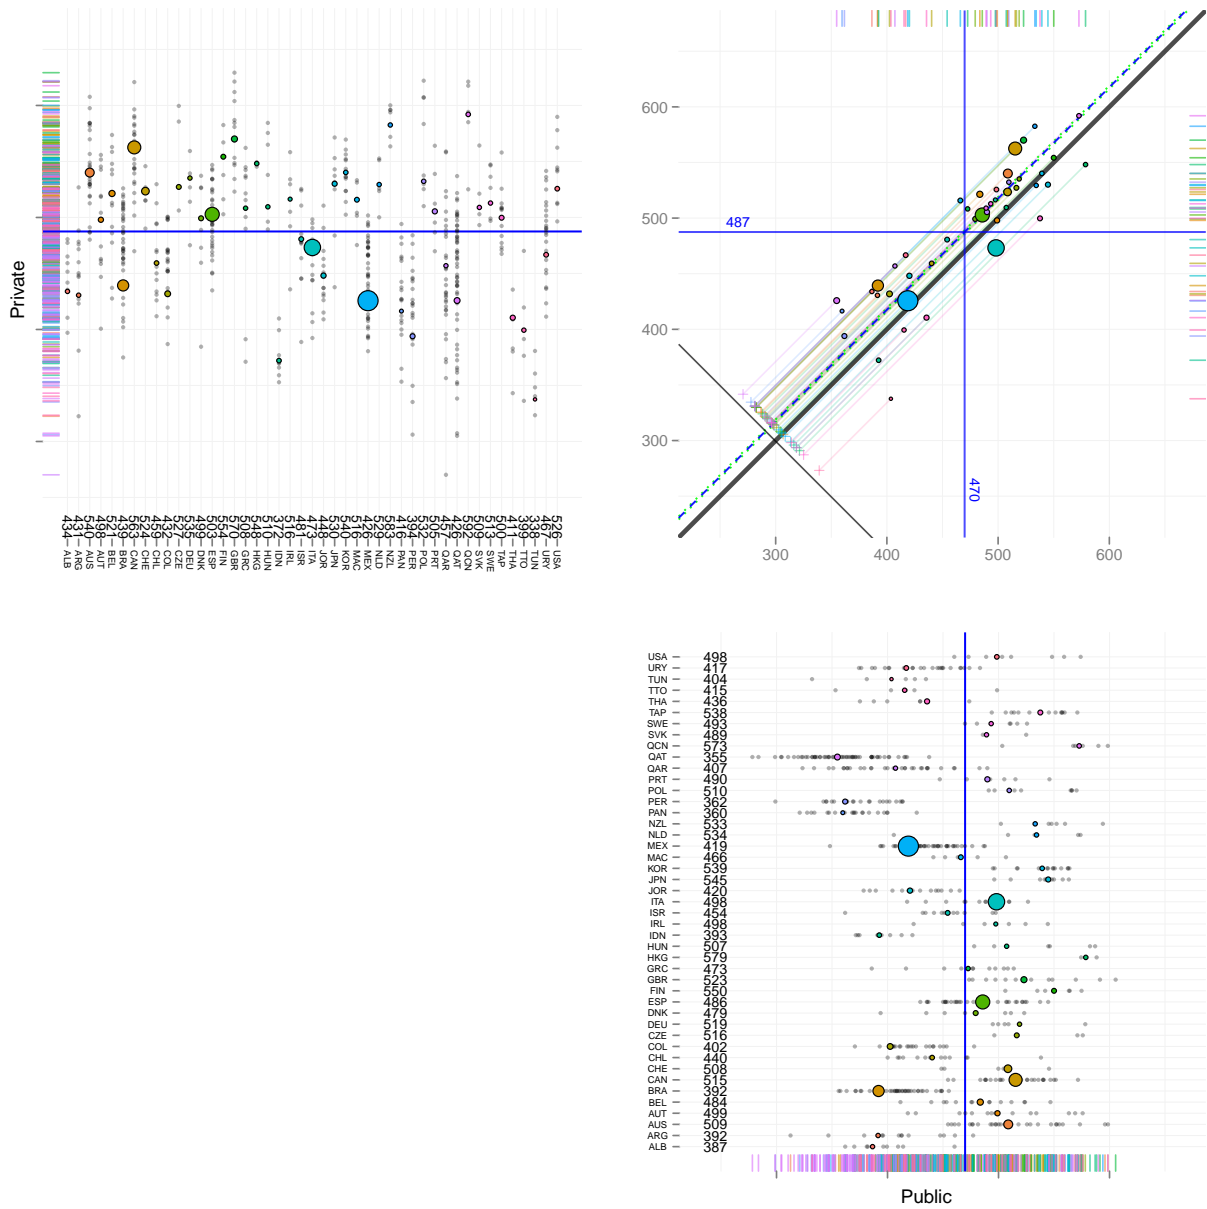 Private
434 ALB
431 ARG
540 AUS
498 AUT
521 BEL
439 BRA
563 CAN
524 CHE
459 CHL
432 COL
527 CZE
535 DEU
499 DNK
503 ESP
554 FIN
570 GBR
508 GRC
548 HKG
510 HUN
372 IDN
516 IRL
481 ISR
473 ITA
448 JOR
530 JPN
540 KOR
516 MAC
426 MEX
529 NLD
583 NZL
416 PAN
394 PER
532 POL
506 PRT
457 QAR
426 QAT
592 QCN
509 SVK
513 SWE
500 TAP
411 THA
399 TTO
338 TUN
467 URY
526 USA
600
500
400
300
487
470
300 400 500 600
USA 498
URY 417
TUN 404
TTO 415
THA 436
TAP 538
SWE 493
SVK 489
QCN 573
QAT 355
QAR 407
PRT 490
POL 510
PER 362
PAN 360
NZL 533
NLD 534
MEX 419
MAC 466
KOR 539
JPN 545
JOR 420
ITA 498
ISR 454
IRL 498
IDN 393
HUN 507
HKG 579
GRC 473
GBR 523
FIN 550
ESP 486
DNK 479
DEU 519
CZE 516
COL 402
CHL 440
CHE 508
CAN 515
BRA 392
BEL 484
AUT 499
AUS 509
ARG 392
ALB 387
Public